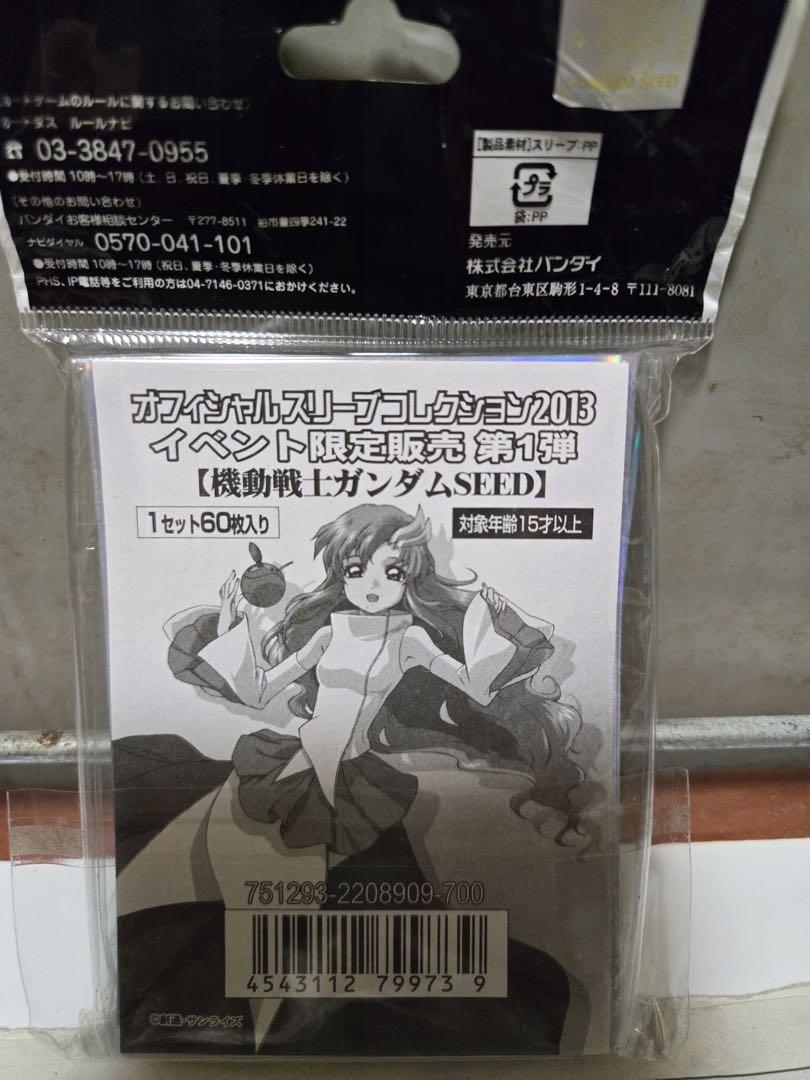 カードゲームのルールに関するお問い合わせ)
カードダス ルールナビ
☎ 03-3847-0955
●受付時間 10時～17時 (土、日、祝日、夏季・冬季休業日を除く)
(その他のお問い合わせ)
バンダイお客様相談センター 〒277-8511 柏市豊四季241-22
ナビダイヤル 0570-041-101
●受付時間 10時～17時 (祝日、夏季・冬季休業日を除く)
PHS、IP電話等をご利用の方は04-7146-0371におかけください。
GUNDAM SEED
[製品素材]スリーブ:PP
プラ
袋:PP
発売元
株式会社バンダイ
東京都台東区駒形1-4-8 〒111-8081
オフィシャルスリーブコレクション2013
イベント限定販売 第1弾
【機動戦士ガンダムSEED】
1セット60枚入り
対象年齢15才以上
751293-2208909-700
4543112 79973 9
©創通・サンライズ